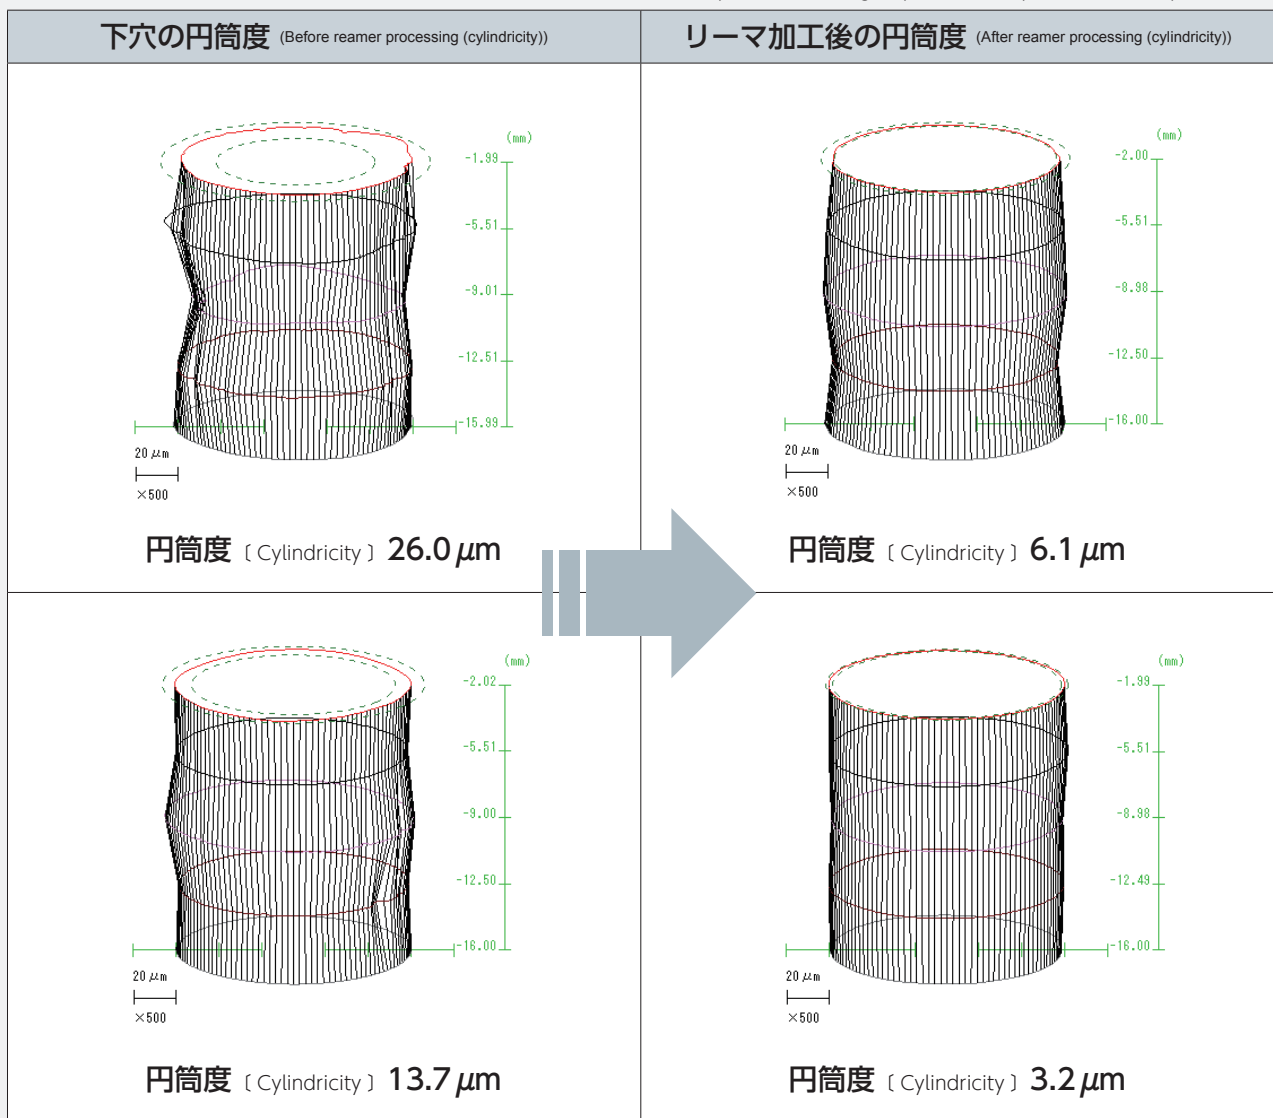 下穴の円筒度 (Before reamer processing (cylindricity))
リーマ加工後の円筒度 (After reamer processing (cylindricity))
(mm)
-1.99
-5.51
-9.01
-12.51
-15.99
20 μm
×500
円筒度 〔 Cylindricity 〕 26.0 μm
(mm)
-2.00
-5.51
-8.98
-12.50
-16.00
20 μm
×500
円筒度 〔 Cylindricity 〕 6.1 μm
(mm)
-2.02
-5.51
-9.00
-12.50
-16.00
20 μm
×500
円筒度 〔 Cylindricity 〕 13.7 μm
(mm)
-1.99
-5.51
-8.98
-12.49
-16.00
20 μm
×500
円筒度 〔 Cylindricity 〕 3.2 μm